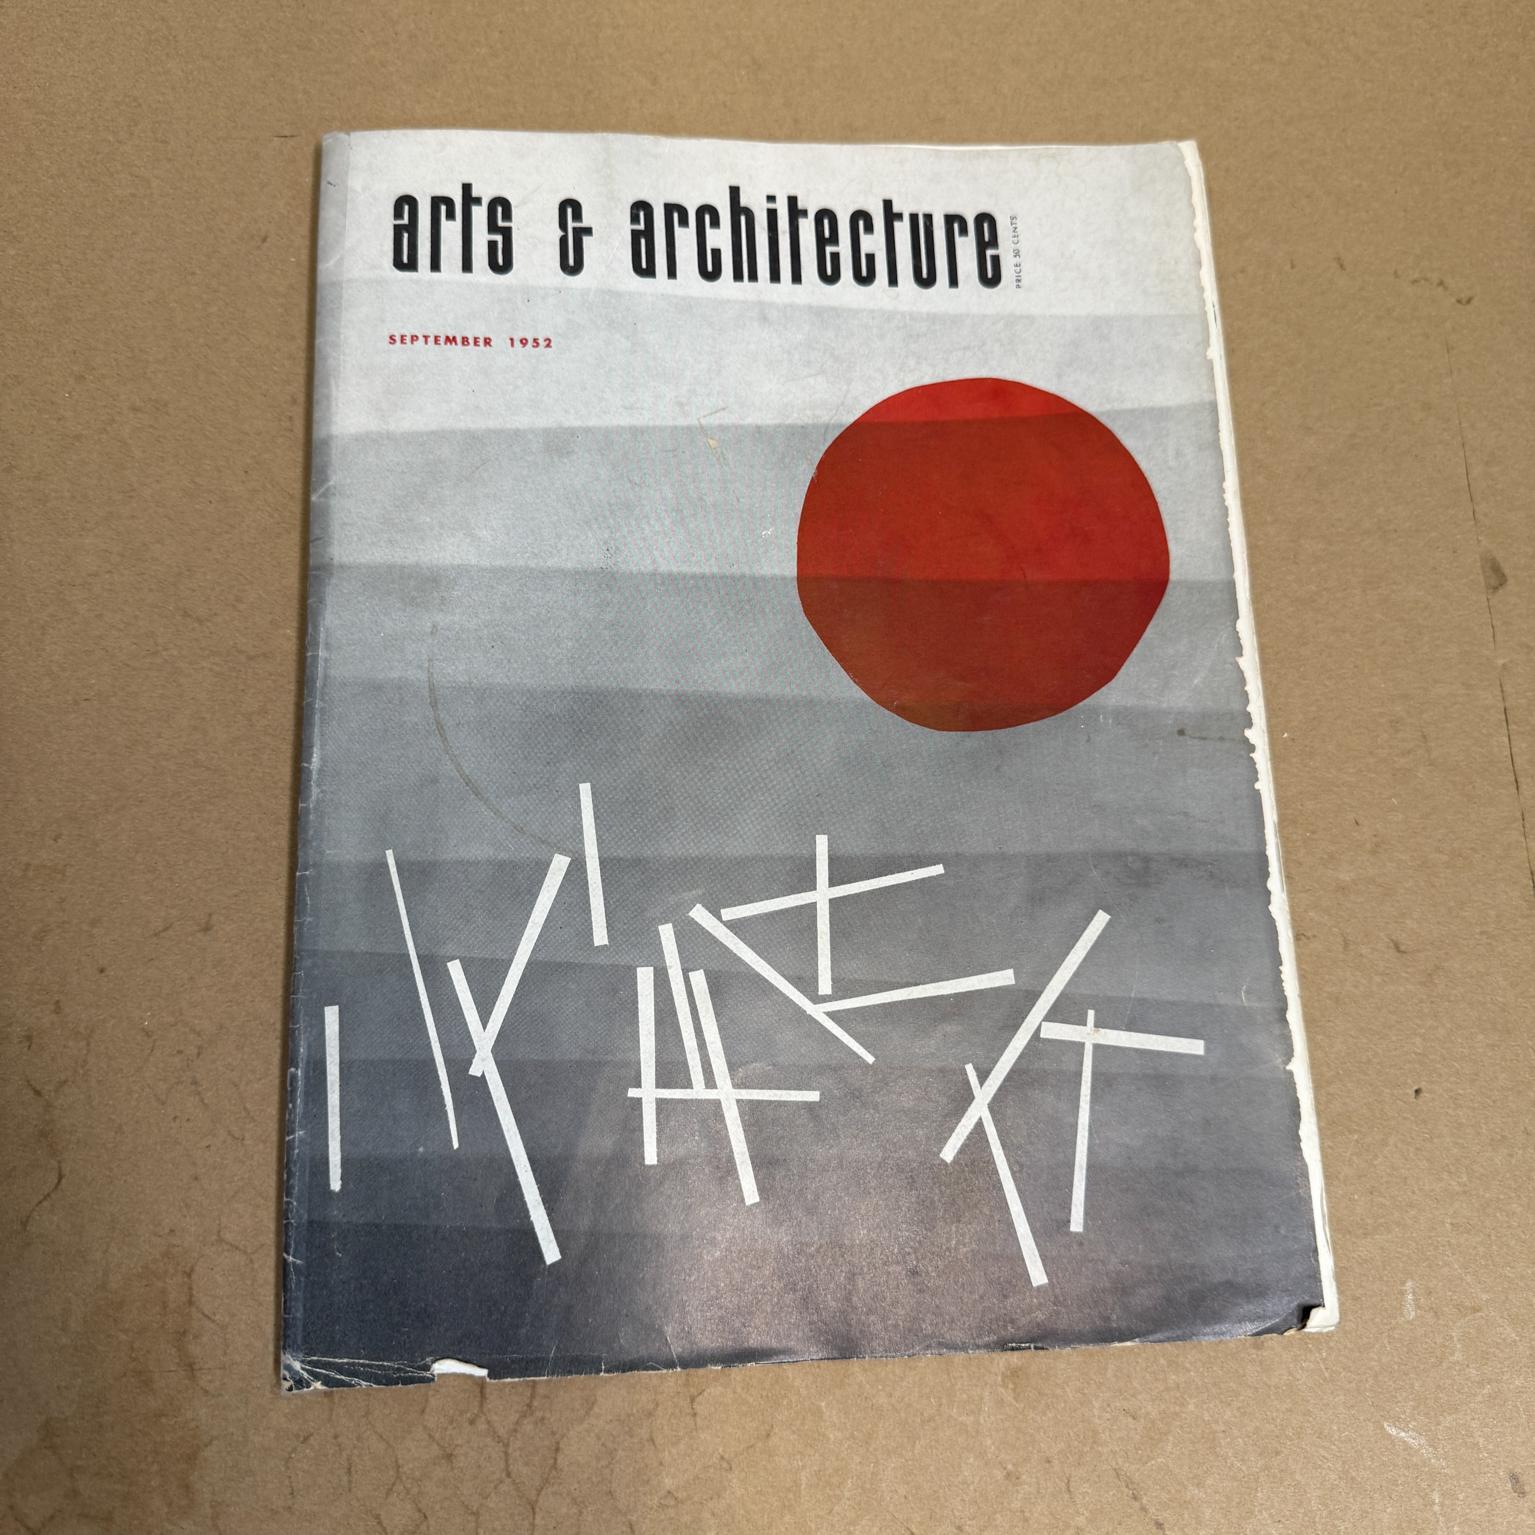 arts & architecture
PRICE 50 CENTS
SEPTEMBER 1952